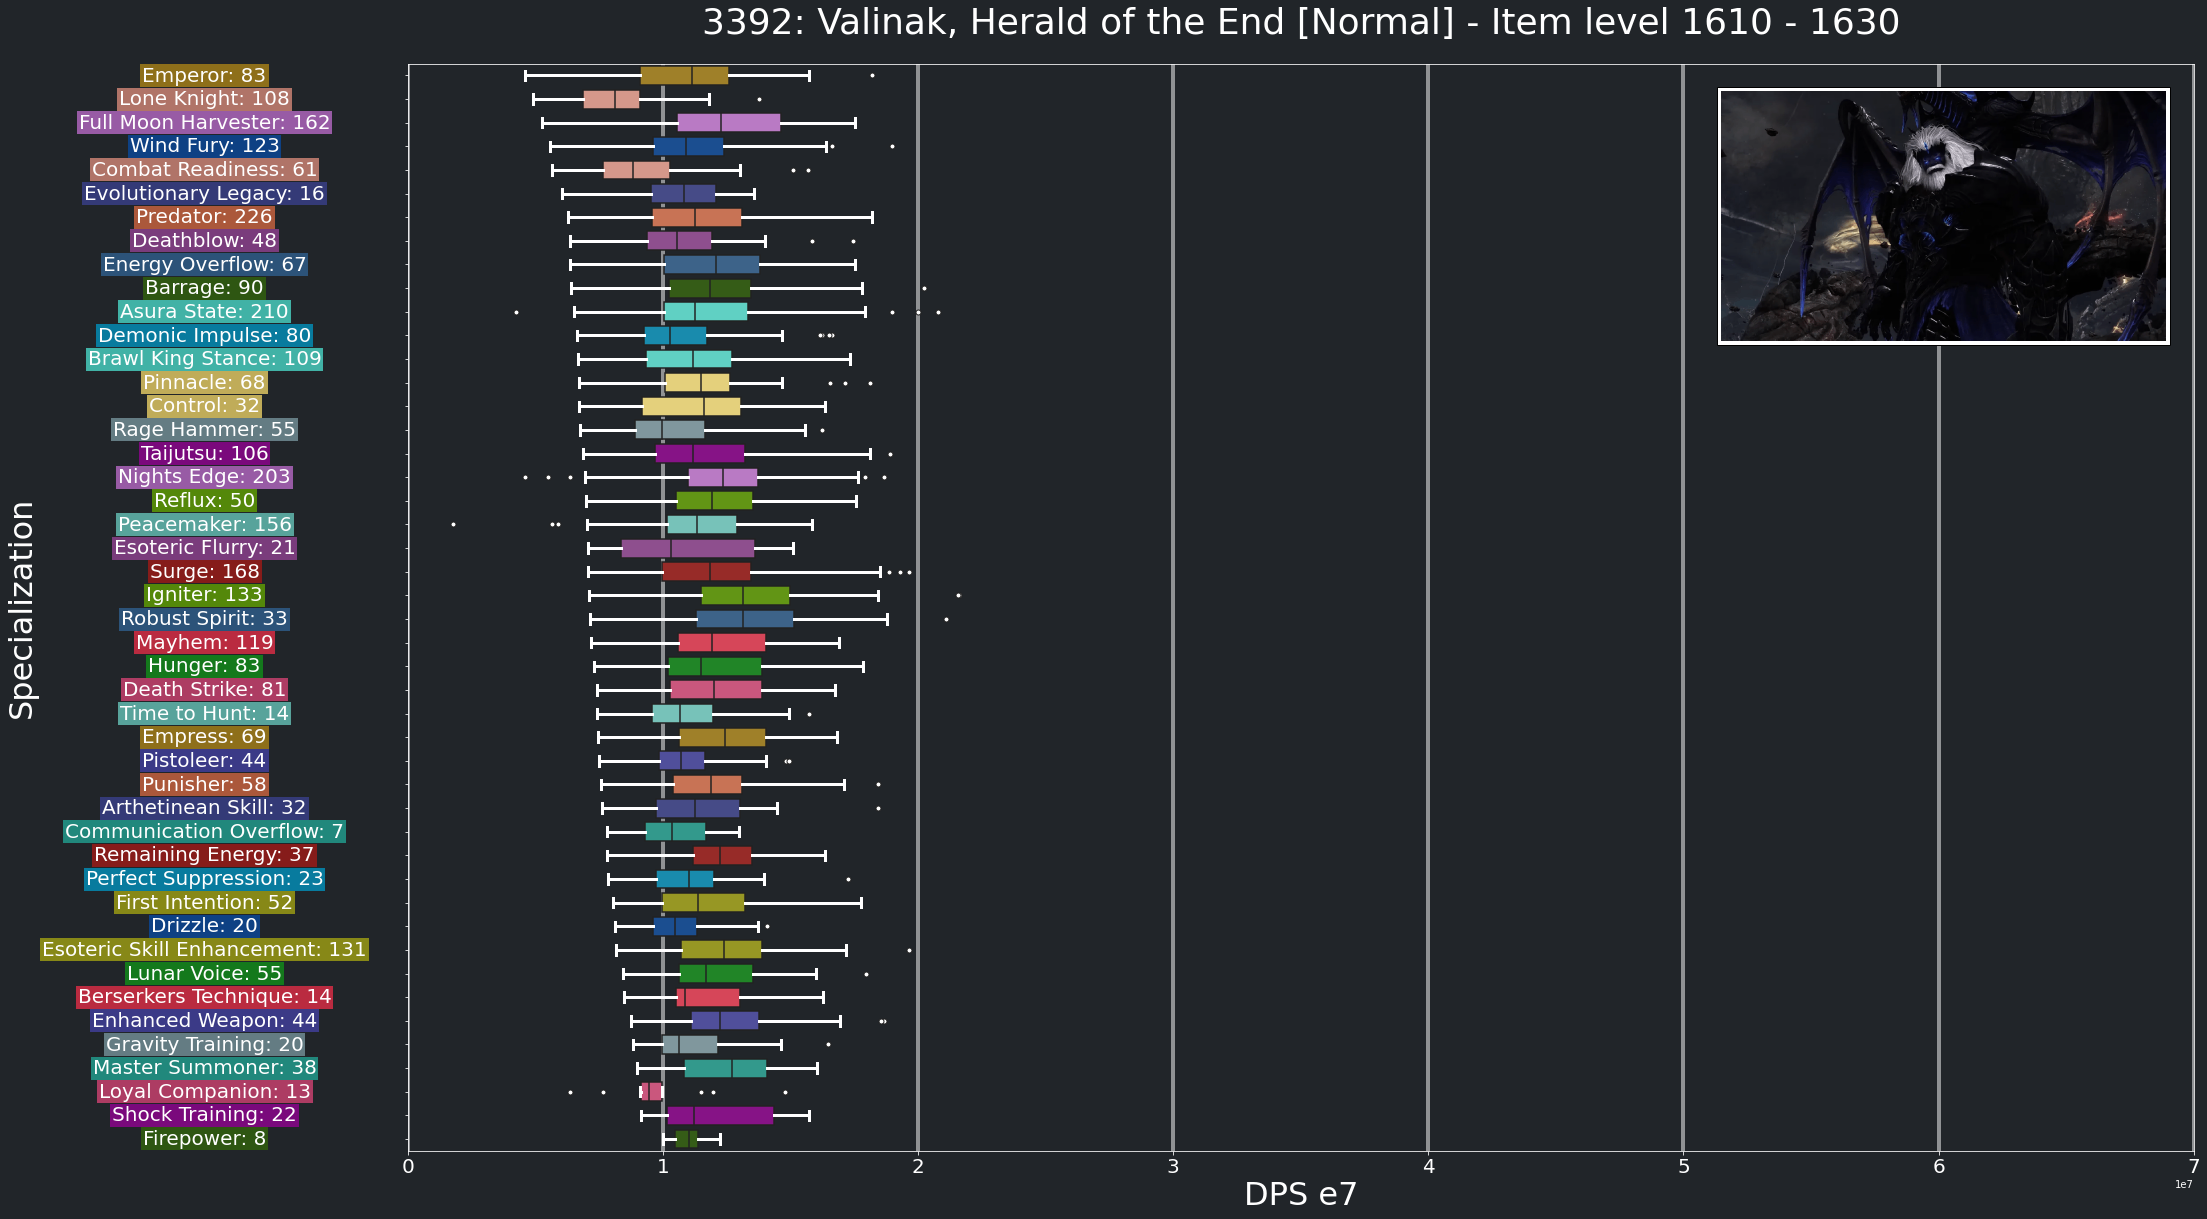 3392: Valinak, Herald of the End [Normal] - Item level 1610 - 1630
Emperor: 83
Lone Knight: 108
Full Moon Harvester: 162
Wind Fury: 123
Combat Readiness: 61
Evolutionary Legacy: 16
Predator: 226
Deathblow: 48
Energy Overflow: 67
Barrage: 90
Asura State: 210
Demonic Impulse: 80
Brawl King Stance: 109
Pinnacle: 68
Control: 32
Rage Hammer: 55
Taijutsu: 106
Nights Edge: 203
Reflux: 50
Peacemaker: 156
Esoteric Flurry: 21
Surge: 168
Igniter: 133
Robust Spirit: 33
Mayhem: 119
Hunger: 83
Death Strike: 81
Time to Hunt: 14
Empress: 69
Pistoleer: 44
Punisher: 58
Arthetinean Skill: 32
Communication Overflow: 7
Remaining Energy: 37
Perfect Suppression: 23
First Intention: 52
Drizzle: 20
Esoteric Skill Enhancement: 131
Lunar Voice: 55
Berserkers Technique: 14
Enhanced Weapon: 44
Gravity Training: 20
Master Summoner: 38
Loyal Companion: 13
Shock Training: 22
Firepower: 8
Specialization
0 1 2 3 4 5 6 7
1e7
DPS e7